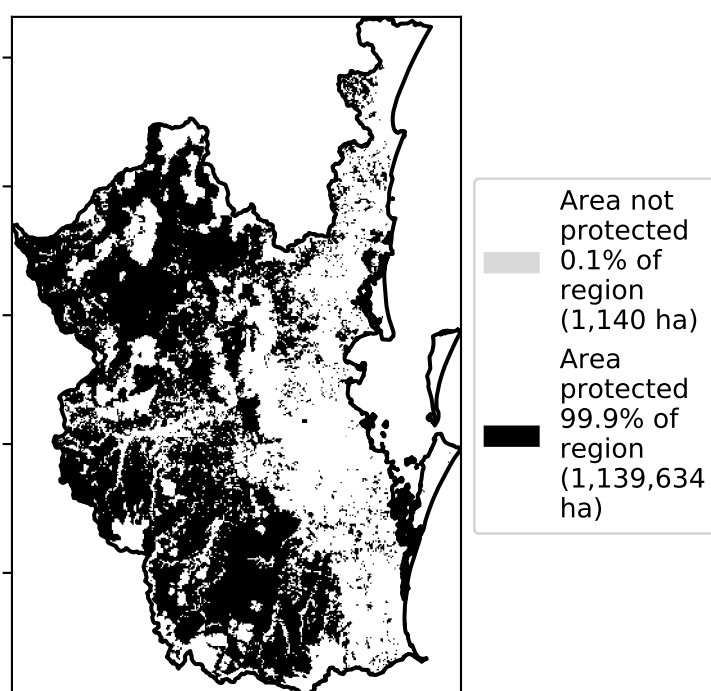 Area not
protected
0.1% of
region
(1,140 ha)
Area
protected
99.9% of
region
(1,139,634
ha)